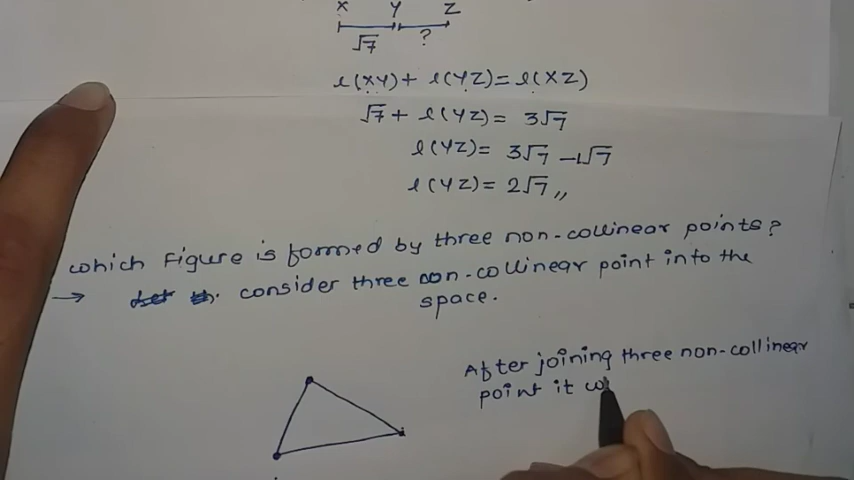 X Y Z
√7 ?
l(XY) + l(YZ) = l(XZ)
√7 + l(YZ) = 3√7
l(YZ) = 3√7 - 1√7
l(YZ) = 2√7,,
which figure is formed by three non-collinear points?
→ consider three non-collinear point into the
space.
After joining three non-collinear
point it